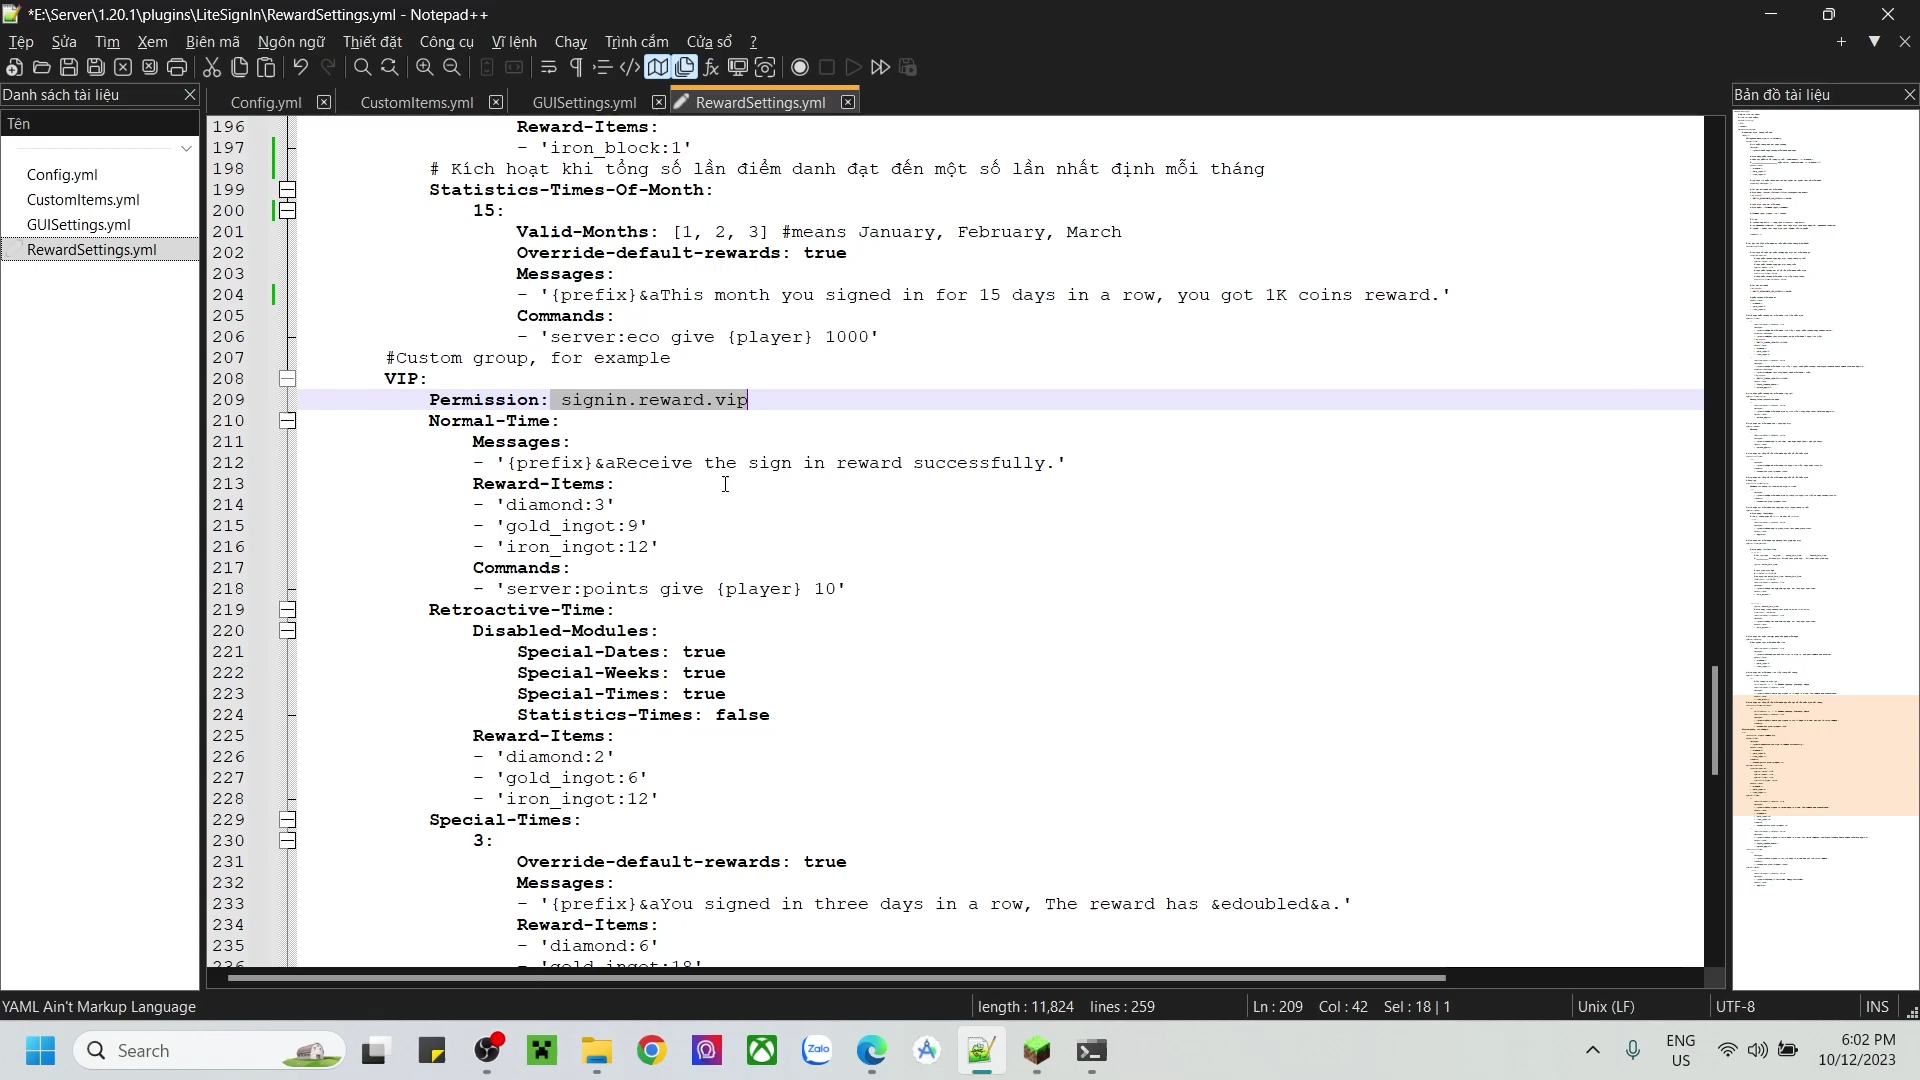 *E:\Server\1.20.1\plugins\LiteSignIn\RewardSettings.yml - Notepad++
Tệp Sửa Tìm Xem Biên mã Ngôn ngữ Thiết đặt Công cụ Vĩ lệnh Chạy Trình cắm Cửa sổ ?
Danh sách tài liệu
Config.yml CustomItems.yml GUISettings.yml RewardSettings.yml
Bản đồ tài liệu
Tên
Config.yml
CustomItems.yml
GUISettings.yml
RewardSettings.yml
196 Reward-Items:
197 - 'iron_block:1'
198 # Kích hoạt khi tổng số lần điểm danh đạt đến một số lần nhất định mỗi tháng
199 Statistics-Times-Of-Month:
200 15:
201 Valid-Months: [1, 2, 3] #means January, February, March
202 Override-default-rewards: true
203 Messages:
204 - '{prefix}&aThis month you signed in for 15 days in a row, you got 1K coins reward.'
205 Commands:
206 - 'server:eco give {player} 1000'
207 #Custom group, for example
208 VIP:
209 Permission: signin.reward.vip
210 Normal-Time:
211 Messages:
212 - '{prefix}&aReceive the sign in reward successfully.'
213 Reward-Items:
214 - 'diamond:3'
215 - 'gold_ingot:9'
216 - 'iron_ingot:12'
217 Commands:
218 - 'server:points give {player} 10'
219 Retroactive-Time:
220 Disabled-Modules:
221 Special-Dates: true
222 Special-Weeks: true
223 Special-Times: true
224 Statistics-Times: false
225 Reward-Items:
226 - 'diamond:2'
227 - 'gold_ingot:6'
228 - 'iron_ingot:12'
229 Special-Times:
230 3:
231 Override-default-rewards: true
232 Messages:
233 - '{prefix}&aYou signed in three days in a row, The reward has &edoubled&a.'
234 Reward-Items:
235 - 'diamond:6'
236 - 'gold_ingot:18'
YAML Ain't Markup Language
length : 11,824 lines : 259
Ln : 209 Col : 42 Sel : 18 | 1
Unix (LF)
UTF-8
INS
Search
Zalo
ENG
US
6:02 PM
10/12/2023